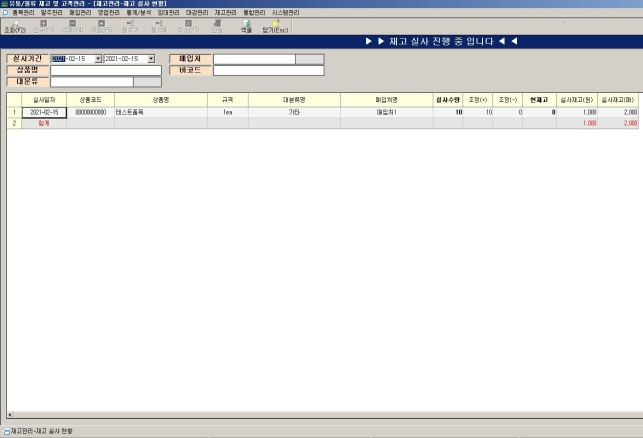 유통/물류 재고 및 고객관리 - [재고관리-재고 실사 현황]
품목관리 발주관리 매입관리 영업관리 통계/분석 임대관리 마감관리 재고관리 통합관리 시스템관리
조회(F2) 엑셀 닫기(Esc)
▶ ▶ 재고 실사 진행 중 입니다 ◀ ◀
실사기간 2021-02-15 2021-02-15 매입처
상품명 바코드
대분류
실사일자 상품코드 상품명 규격 대분류명 매입처명 실사수량 조정(+) 조정(-) 현재고 실사재고(원) 실사재고(매)
1 2021-02-15 0000000000 테스트품목 1ea 기타 매입처1 10 10 0 0 1,000 2,000
2 합계 1,000 2,000
재고관리-재고 실사 현황